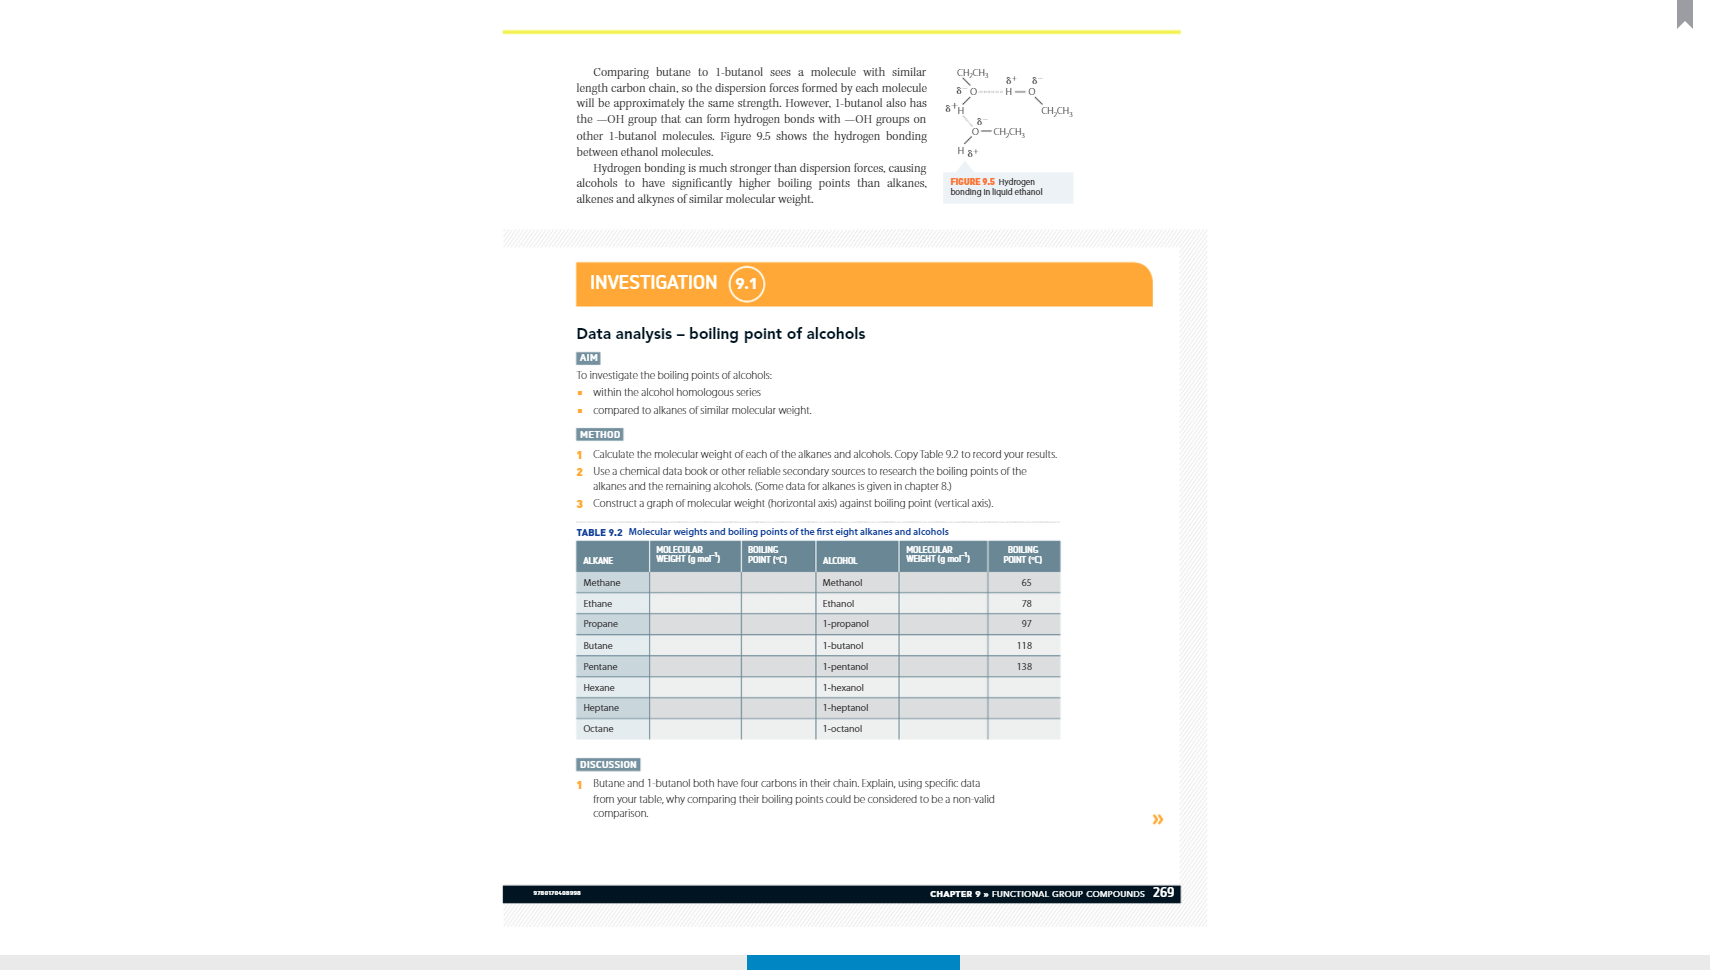 Comparing butane to 1-butanol sees a molecule with similar
length carbon chain, so the dispersion forces formed by each molecule
will be approximately the same strength. However, 1-butanol also has
the —OH group that can form hydrogen bonds with —OH groups on
other 1-butanol molecules. Figure 9.5 shows the hydrogen bonding
between ethanol molecules.
Hydrogen bonding is much stronger than dispersion forces, causing
alcohols to have significantly higher boiling points than alkanes,
alkenes and alkynes of similar molecular weight.
CH₂CH₃
δ⁺ δ⁻
δ⁻ O H O
δ⁺ H CH₂CH₃
δ⁻
O CH₂CH₃
H δ⁺
FIGURE 9.5 Hydrogen
bonding in liquid ethanol
INVESTIGATION 9.1
Data analysis – boiling point of alcohols
AIM
To investigate the boiling points of alcohols:
▪ within the alcohol homologous series
▪ compared to alkanes of similar molecular weight.
METHOD
1 Calculate the molecular weight of each of the alkanes and alcohols. Copy Table 9.2 to record your results.
2 Use a chemical data book or other reliable secondary sources to research the boiling points of the
alkanes and the remaining alcohols. (Some data for alkanes is given in chapter 8.)
3 Construct a graph of molecular weight (horizontal axis) against boiling point (vertical axis).
TABLE 9.2 Molecular weights and boiling points of the first eight alkanes and alcohols
ALKANE MOLECULAR WEIGHT (g mol⁻¹) BOILING POINT (°C) ALCOHOL MOLECULAR WEIGHT (g mol⁻¹) BOILING POINT (°C)
Methane Methanol 65
Ethane Ethanol 78
Propane 1-propanol 97
Butane 1-butanol 118
Pentane 1-pentanol 138
Hexane 1-hexanol
Heptane 1-heptanol
Octane 1-octanol
DISCUSSION
1 Butane and 1-butanol both have four carbons in their chain. Explain, using specific data
from your table, why comparing their boiling points could be considered to be a non-valid
comparison.
»
9780170408998 CHAPTER 9 » FUNCTIONAL GROUP COMPOUNDS 269